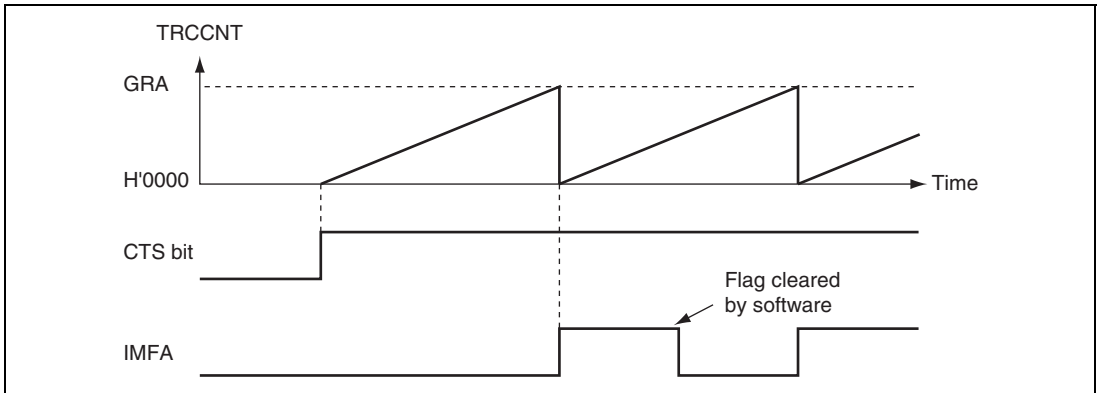 TRCCNT
GRA
H'0000
Time
CTS bit
Flag cleared
by software
IMFA